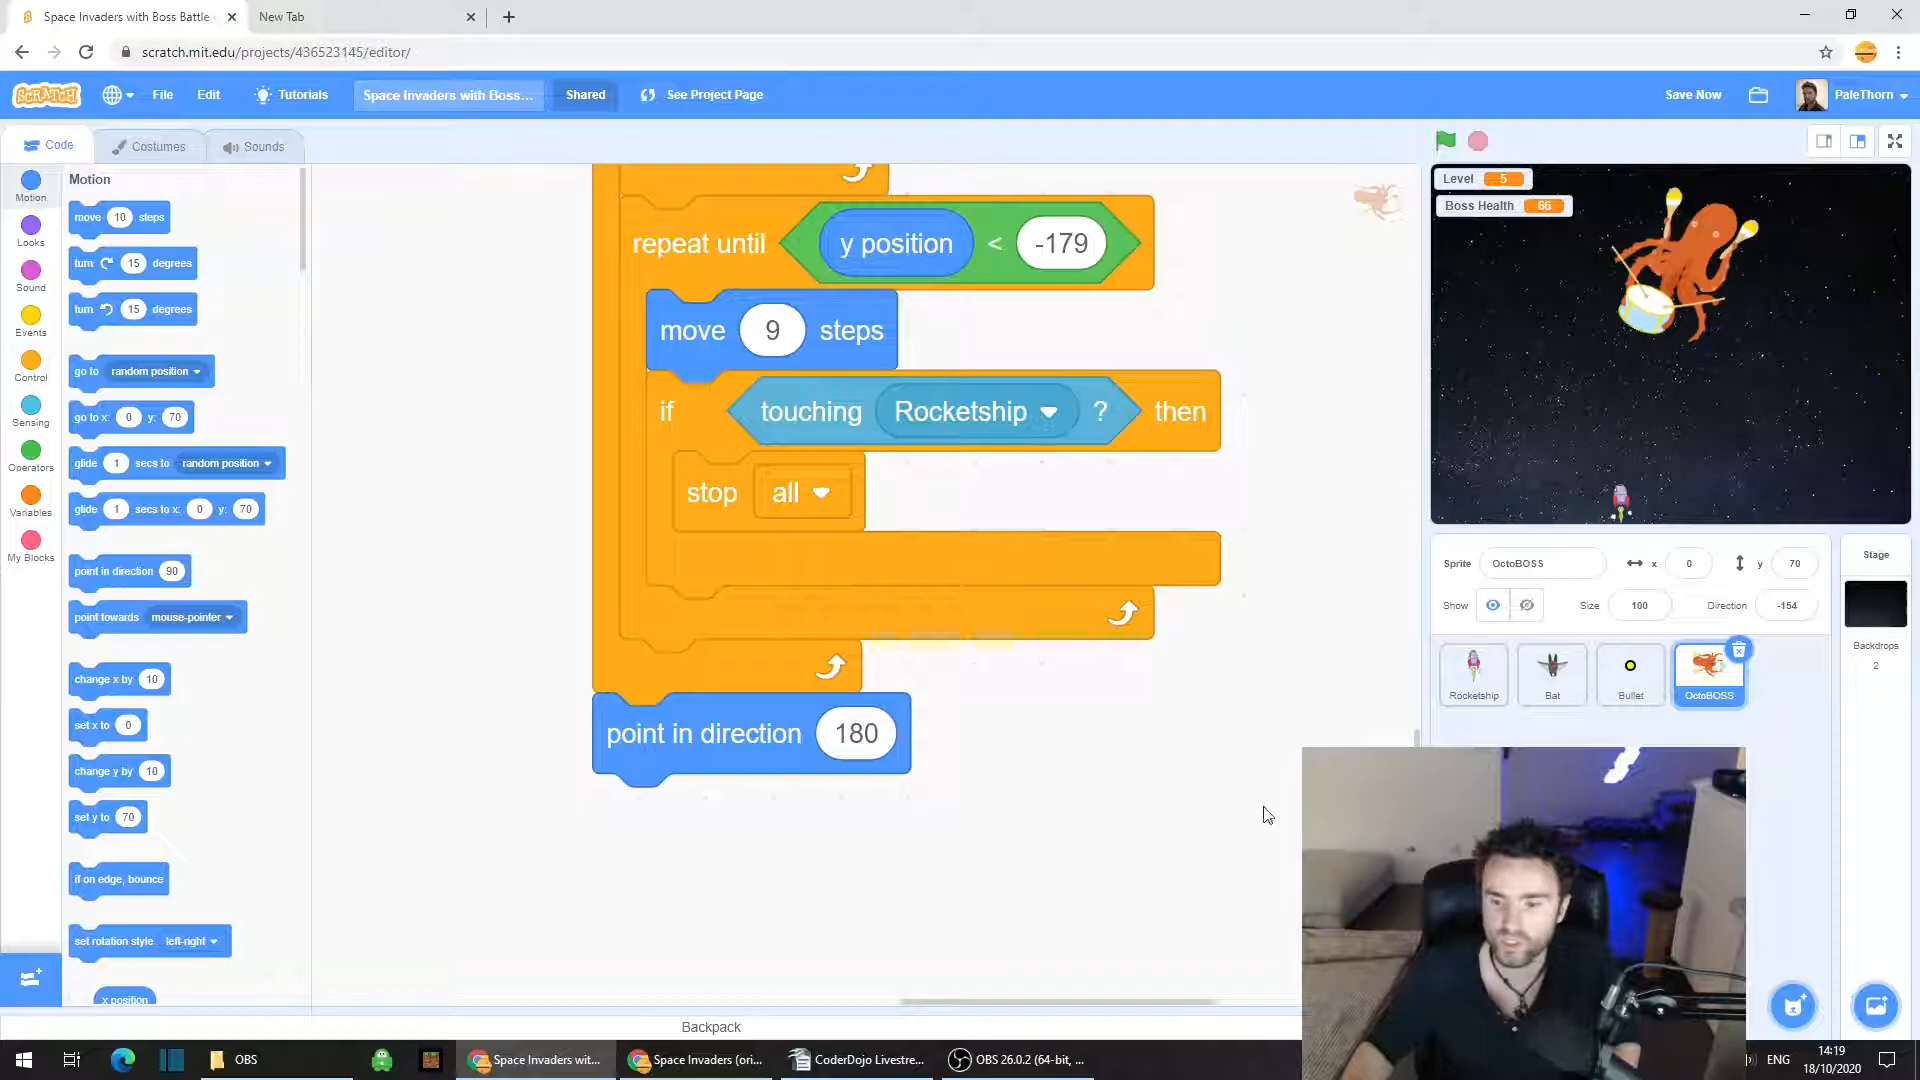 Space Invaders with Boss Battle
New Tab
scratch.mit.edu/projects/436523145/editor/
SCRATCH
File
Edit
Tutorials
Space Invaders with Boss...
Shared
See Project Page
Save Now
PaleThorn
Code
Costumes
Sounds
Motion
Looks
Sound
Events
Control
Sensing
Operators
Variables
My Blocks
Motion
move 10 steps
turn 15 degrees
turn 15 degrees
go to random position
go to x: 0 y: 70
glide 1 secs to random position
glide 1 secs to x: 0 y: 70
point in direction 90
point towards mouse-pointer
change x by 10
set x to 0
change y by 10
set y to 70
if on edge, bounce
set rotation style left-right
x position
repeat until y position < -179
move 9 steps
if touching Rocketship ? then
stop all
point in direction 180
Level 5
Boss Health 66
Sprite OctoBOSS x 0 y 70
Show Size 100 Direction -154
Rocketship
Bat
Bullet
OctoBOSS
Stage
Backdrops
2
Backpack
OBS
Space Invaders wit...
Space Invaders (ori...
CoderDojo Livestre...
OBS 26.0.2 (64-bit, ...
ENG
14:19
18/10/2020